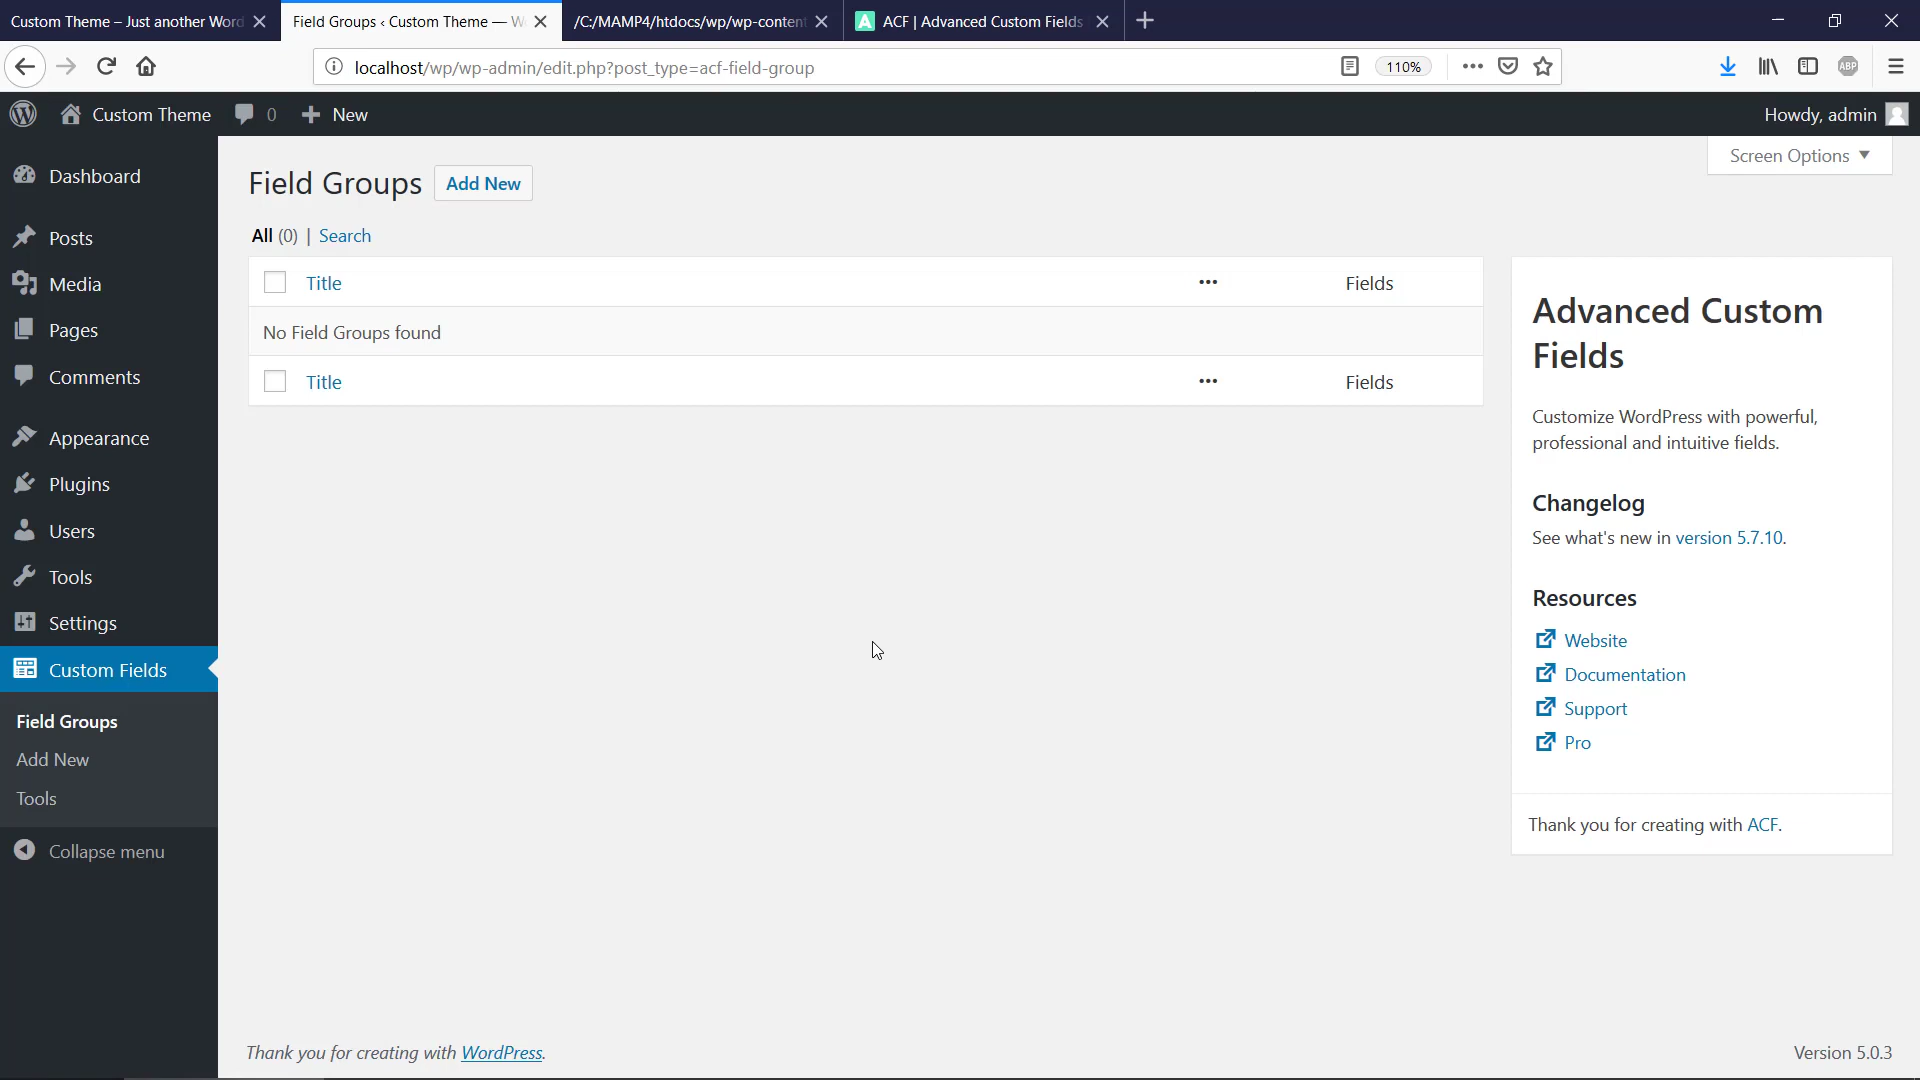 Custom Theme – Just another Word
Field Groups ‹ Custom Theme — W
/C:/MAMP4/htdocs/wp/wp-content
ACF | Advanced Custom Fields
localhost/wp/wp-admin/edit.php?post_type=acf-field-group
110%
ABP
Custom Theme
0
New
Howdy, admin
Screen Options
Dashboard
Posts
Media
Pages
Comments
Appearance
Plugins
Users
Tools
Settings
Custom Fields
Field Groups
Add New
Tools
Collapse menu
Field Groups
Add New
All (0) | Search
Title
Fields
No Field Groups found
Title
Fields
Advanced Custom
Fields
Customize WordPress with powerful,
professional and intuitive fields.
Changelog
See what's new in version 5.7.10.
Resources
Website
Documentation
Support
Pro
Thank you for creating with ACF.
Thank you for creating with WordPress.
Version 5.0.3